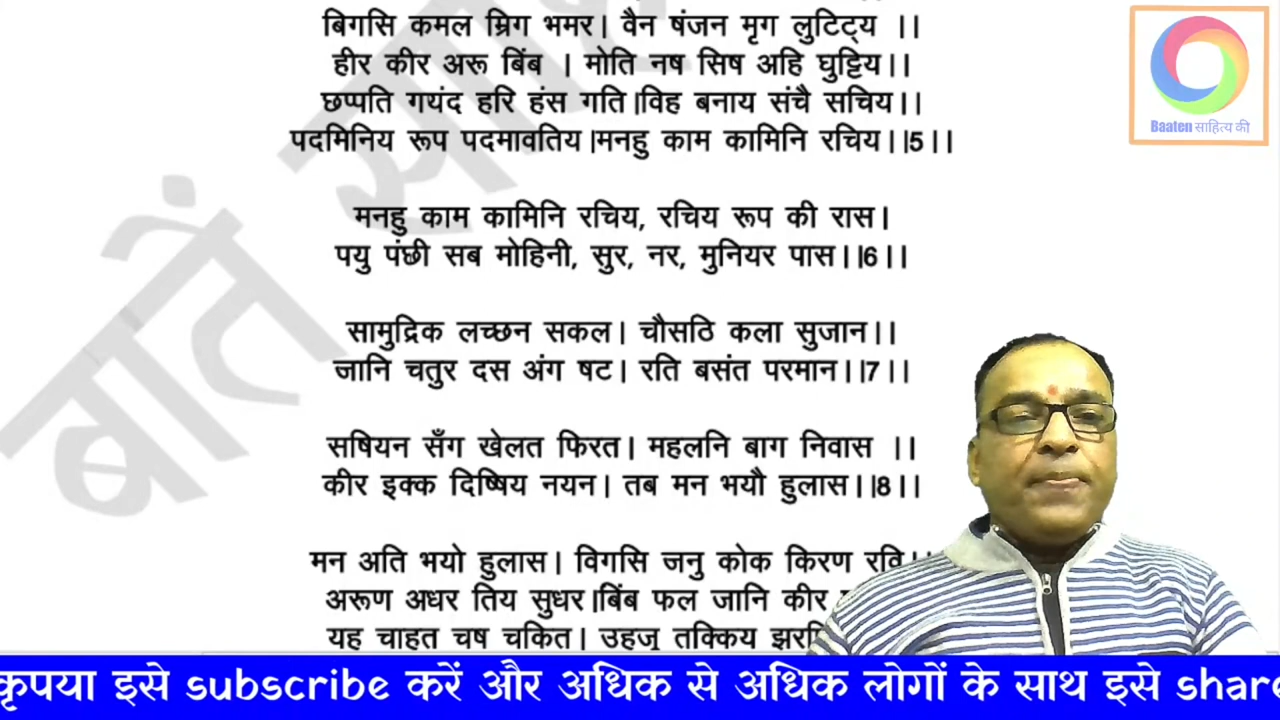 बिगसि कमल म्रिग भमर। वैन षंजन मृग लुटिट्य ।।
हीर कीर अरू बिंब । मोति नष सिष अहि घुट्टिय।।
छप्पति गयंद हरि हंस गति।विह बनाय संचै सचिय।।
पदमिनिय रूप पदमावतिय।मनहु काम कामिनि रचिय।।5।।
मनहु काम कामिनि रचिय, रचिय रूप की रास।
पयु पंछी सब मोहिनी, सुर, नर, मुनियर पास।।6।।
सामुद्रिक लच्छन सकल। चौसठि कला सुजान।।
जानि चतुर दस अंग षट। रति बसंत परमान।।7।।
सषियन सँग खेलत फिरत। महलनि बाग निवास ।।
कीर इक्क दिष्षिय नयन। तब मन भयौ हुलास।।8।।
मन अति भयो हुलास। विगसि जनु कोक किरण रवि।।
अरूण अधर तिय सुधर।बिंब फल जानि कीर
यह चाहत चष चकित। उहजु तक्किय
Baaten साहित्य की
बातें
कृपया इसे subscribe करें और अधिक से अधिक लोगों के साथ इसे share